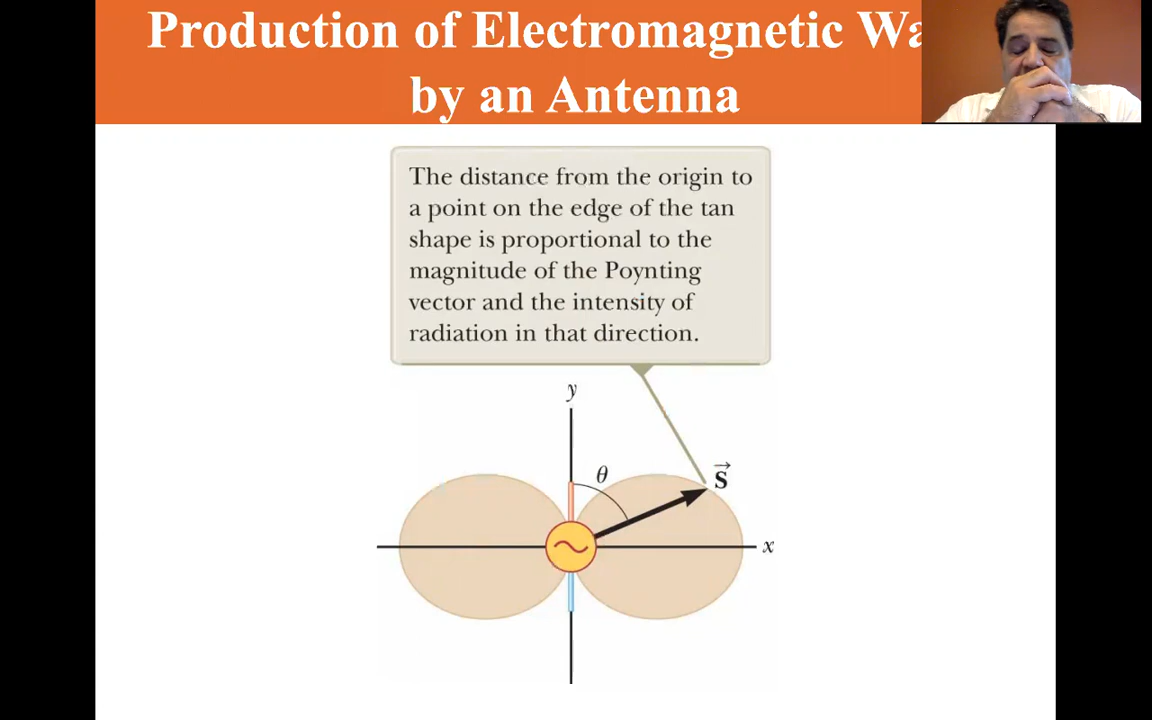 Production of Electromagnetic
by an Antenna
The distance from the origin to
a point on the edge of the tan
shape is proportional to the
magnitude of the Poynting
vector and the intensity of
radiation in that direction.
y
θ
S
x